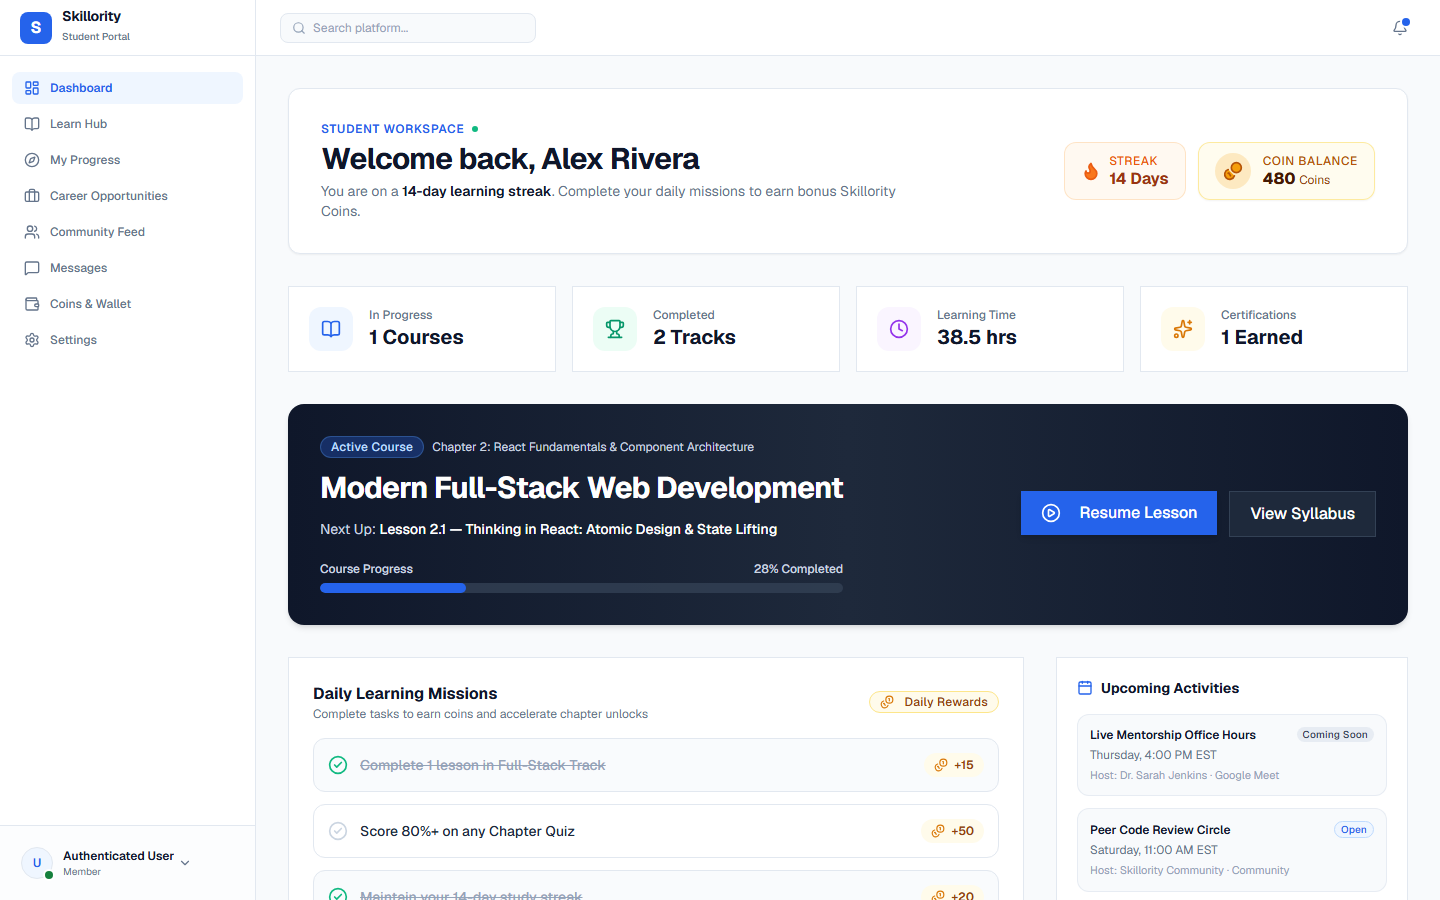 S
Skillority
Student Portal
Search platform...
Dashboard
Learn Hub
My Progress
Career Opportunities
Community Feed
Messages
Coins & Wallet
Settings
U
Authenticated User
Member
STUDENT WORKSPACE
Welcome back, Alex Rivera
You are on a 14-day learning streak. Complete your daily missions to earn bonus Skillority
Coins.
STREAK
14 Days
COIN BALANCE
480 Coins
In Progress
1 Courses
Completed
2 Tracks
Learning Time
38.5 hrs
Certifications
1 Earned
Active Course
Chapter 2: React Fundamentals & Component Architecture
Modern Full-Stack Web Development
Next Up: Lesson 2.1 — Thinking in React: Atomic Design & State Lifting
Course Progress
28% Completed
Resume Lesson
View Syllabus
Daily Learning Missions
Complete tasks to earn coins and accelerate chapter unlocks
Daily Rewards
Complete 1 lesson in Full-Stack Track
+15
Score 80%+ on any Chapter Quiz
+50
Maintain your 14-day study streak
+20
Upcoming Activities
Live Mentorship Office Hours
Coming Soon
Thursday, 4:00 PM EST
Host: Dr. Sarah Jenkins · Google Meet
Peer Code Review Circle
Open
Saturday, 11:00 AM EST
Host: Skillority Community · Community